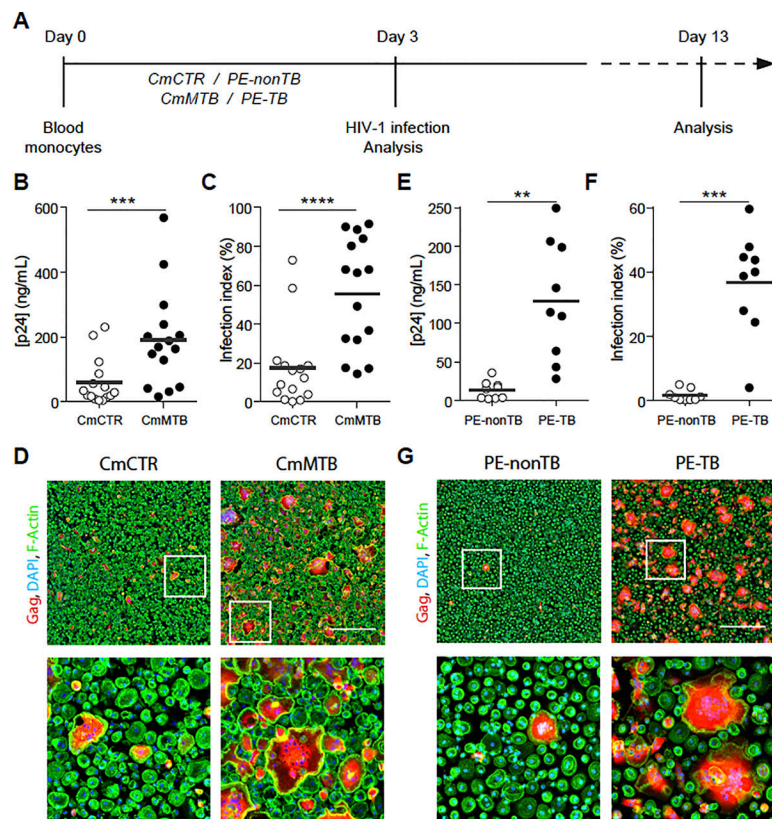 A
Day 0 Day 3 Day 13
CmCTR / PE-nonTB
CmMTB / PE-TB
Blood
monocytes
HIV-1 infection
Analysis
Analysis
B
***
[p24] (ng/mL)
600
400
200
0
CmCTR CmMTB
C
****
Infection index (%)
100
80
60
40
20
0
CmCTR CmMTB
E
**
[p24] (ng/mL)
250
200
150
100
50
0
PE-nonTB PE-TB
F
***
Infection index (%)
60
40
20
0
PE-nonTB PE-TB
D
CmCTR CmMTB
Gag, DAPI, F-Actin
G
PE-nonTB PE-TB
Gag, DAPI, F-Actin